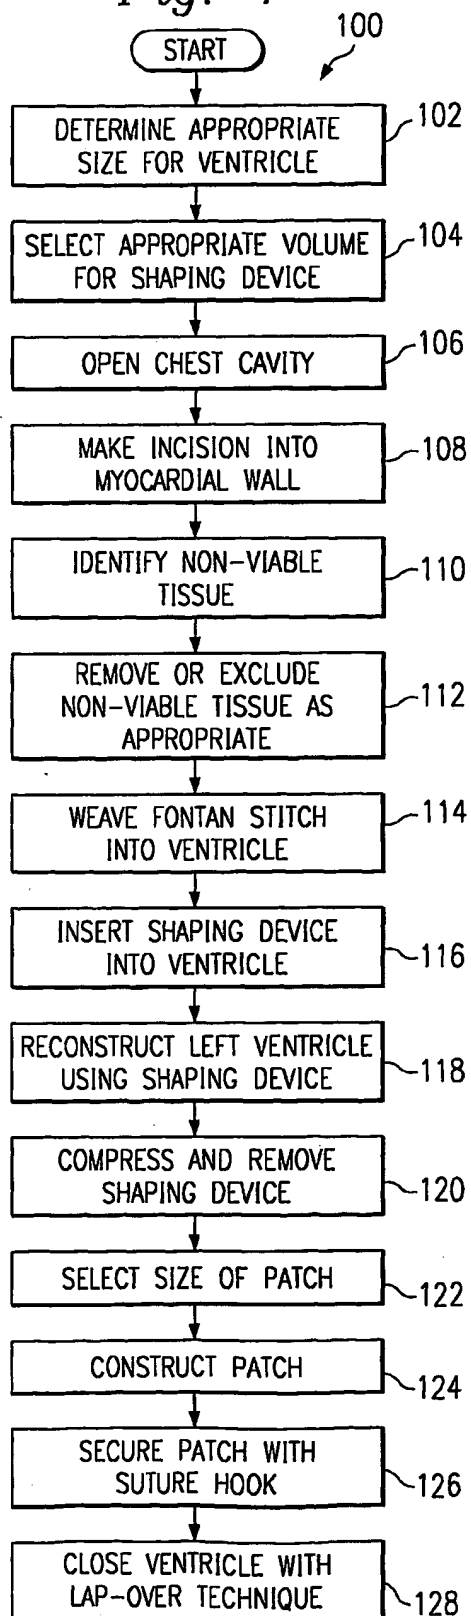 START
100
DETERMINE APPROPRIATE
SIZE FOR VENTRICLE
102
SELECT APPROPRIATE VOLUME
FOR SHAPING DEVICE
104
OPEN CHEST CAVITY
106
MAKE INCISION INTO
MYOCARDIAL WALL
108
IDENTIFY NON-VIABLE
TISSUE
110
REMOVE OR EXCLUDE
NON-VIABLE TISSUE AS
APPROPRIATE
112
WEAVE FONTAN STITCH
INTO VENTRICLE
114
INSERT SHAPING DEVICE
INTO VENTRICLE
116
RECONSTRUCT LEFT VENTRICLE
USING SHAPING DEVICE
118
COMPRESS AND REMOVE
SHAPING DEVICE
120
SELECT SIZE OF PATCH
122
CONSTRUCT PATCH
124
SECURE PATCH WITH
SUTURE HOOK
126
CLOSE VENTRICLE WITH
LAP-OVER TECHNIQUE
128